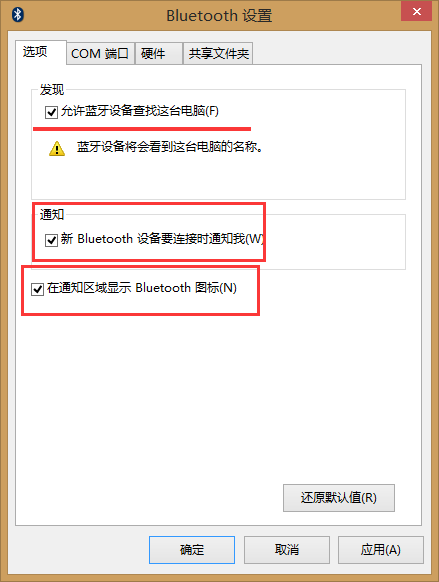 Bluetooth 设置
选项 COM 端口 硬件 共享文件夹
发现
允许蓝牙设备查找这台电脑(F)
蓝牙设备将会看到这台电脑的名称。
通知
新 Bluetooth 设备要连接时通知我(W)
在通知区域显示 Bluetooth 图标(N)
还原默认值(R)
确定 取消 应用(A)